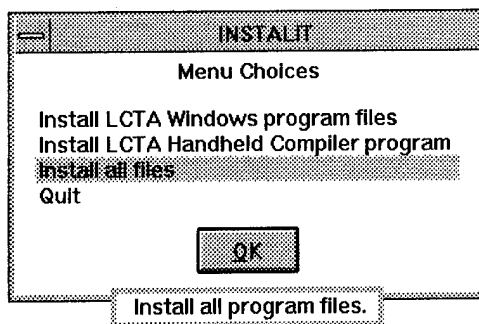 INSTALIT
Menu Choices
Install LCTA Windows program files
Install LCTA Handheld Compiler program
Install all files
Quit
OK
Install all program files.